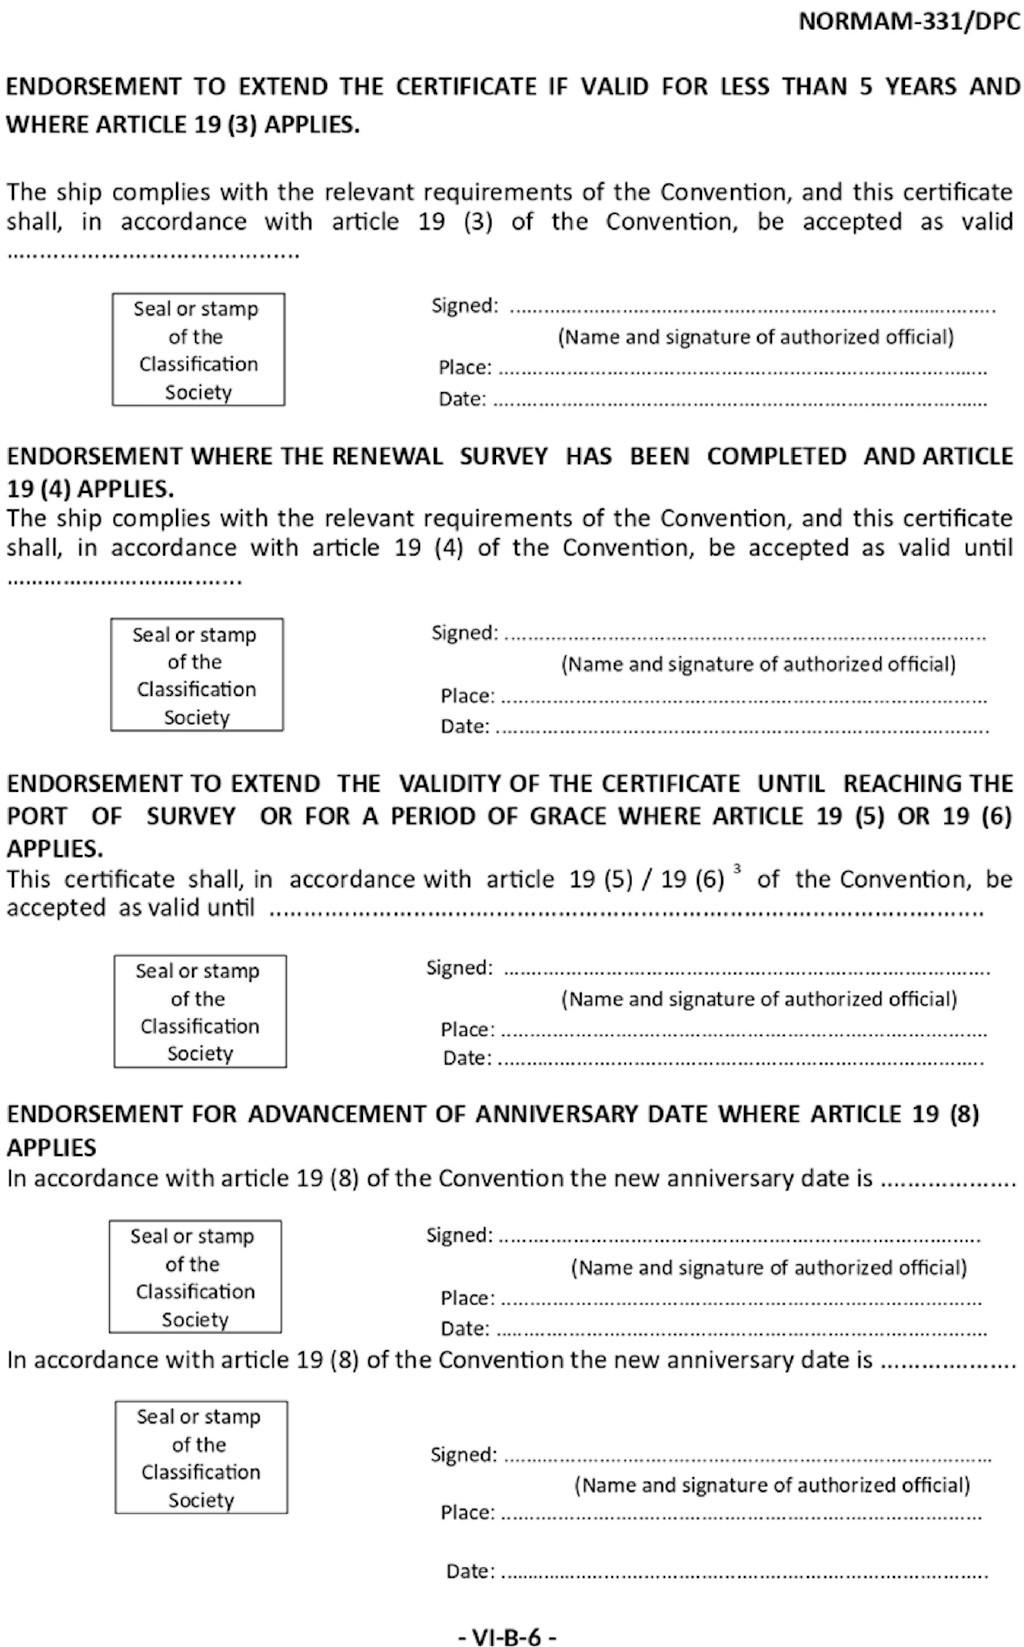 NORMAM-331/DPC
ENDORSEMENT TO EXTEND THE CERTIFICATE IF VALID FOR LESS THAN 5 YEARS AND
WHERE ARTICLE 19 (3) APPLIES.
The ship complies with the relevant requirements of the Convention, and this certificate
shall, in accordance with article 19 (3) of the Convention, be accepted as valid
............................................
Seal or stamp
of the
Classification
Society
Signed: ....................................................................................
(Name and signature of authorized official)
Place: ....................................................................................
Date: .....................................................................................
ENDORSEMENT WHERE THE RENEWAL SURVEY HAS BEEN COMPLETED AND ARTICLE
19 (4) APPLIES.
The ship complies with the relevant requirements of the Convention, and this certificate
shall, in accordance with article 19 (4) of the Convention, be accepted as valid until
....................................
Seal or stamp
of the
Classification
Society
Signed: ....................................................................................
(Name and signature of authorized official)
Place: ....................................................................................
Date: .....................................................................................
ENDORSEMENT TO EXTEND THE VALIDITY OF THE CERTIFICATE UNTIL REACHING THE
PORT OF SURVEY OR FOR A PERIOD OF GRACE WHERE ARTICLE 19 (5) OR 19 (6)
APPLIES.
This certificate shall, in accordance with article 19 (5) / 19 (6) ³ of the Convention, be
accepted as valid until ..........................................................................................................
Seal or stamp
of the
Classification
Society
Signed: ....................................................................................
(Name and signature of authorized official)
Place: ....................................................................................
Date: .....................................................................................
ENDORSEMENT FOR ADVANCEMENT OF ANNIVERSARY DATE WHERE ARTICLE 19 (8)
APPLIES
In accordance with article 19 (8) of the Convention the new anniversary date is ....................
Seal or stamp
of the
Classification
Society
Signed: ....................................................................................
(Name and signature of authorized official)
Place: ....................................................................................
Date: .....................................................................................
In accordance with article 19 (8) of the Convention the new anniversary date is ....................
Seal or stamp
of the
Classification
Society
Signed: ....................................................................................
(Name and signature of authorized official)
Place: ....................................................................................
Date: .....................................................................................
- VI-B-6 -